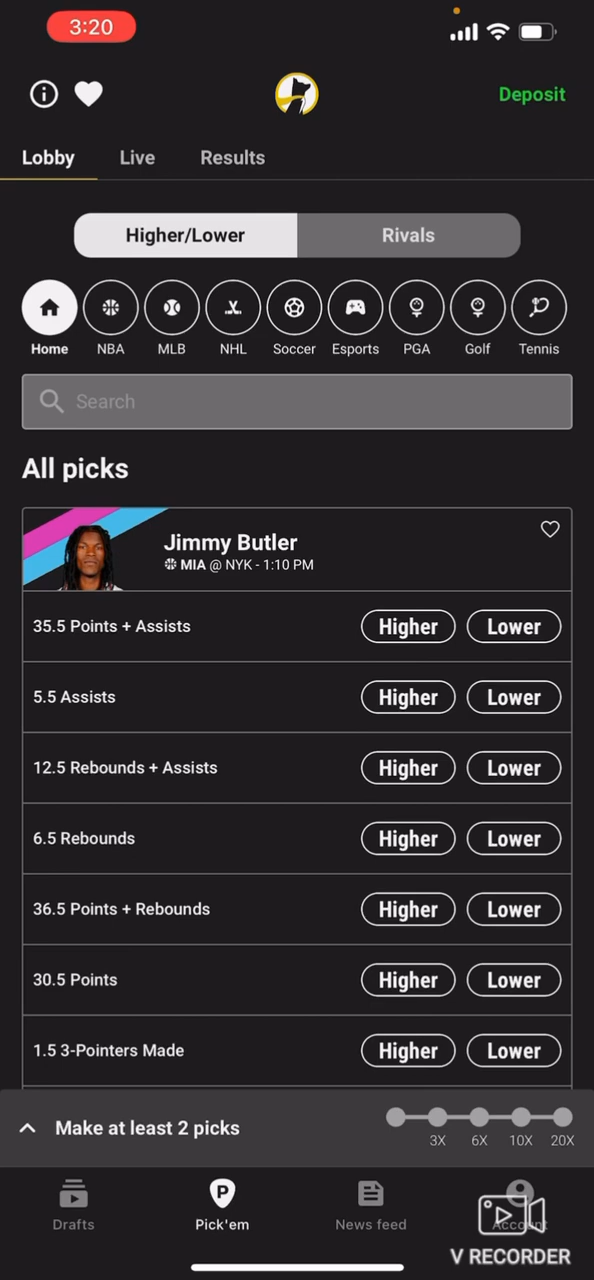 3:20
Deposit
Lobby Live Results
Higher/Lower Rivals
Home NBA MLB NHL Soccer Esports PGA Golf Tennis
Search
All picks
Jimmy Butler
MIA @ NYK - 1:10 PM
35.5 Points + Assists Higher Lower
5.5 Assists Higher Lower
12.5 Rebounds + Assists Higher Lower
6.5 Rebounds Higher Lower
36.5 Points + Rebounds Higher Lower
30.5 Points Higher Lower
1.5 3-Pointers Made Higher Lower
Make at least 2 picks
3X 6X 10X 20X
P
Drafts Pick'em News feed Account
V RECORDER